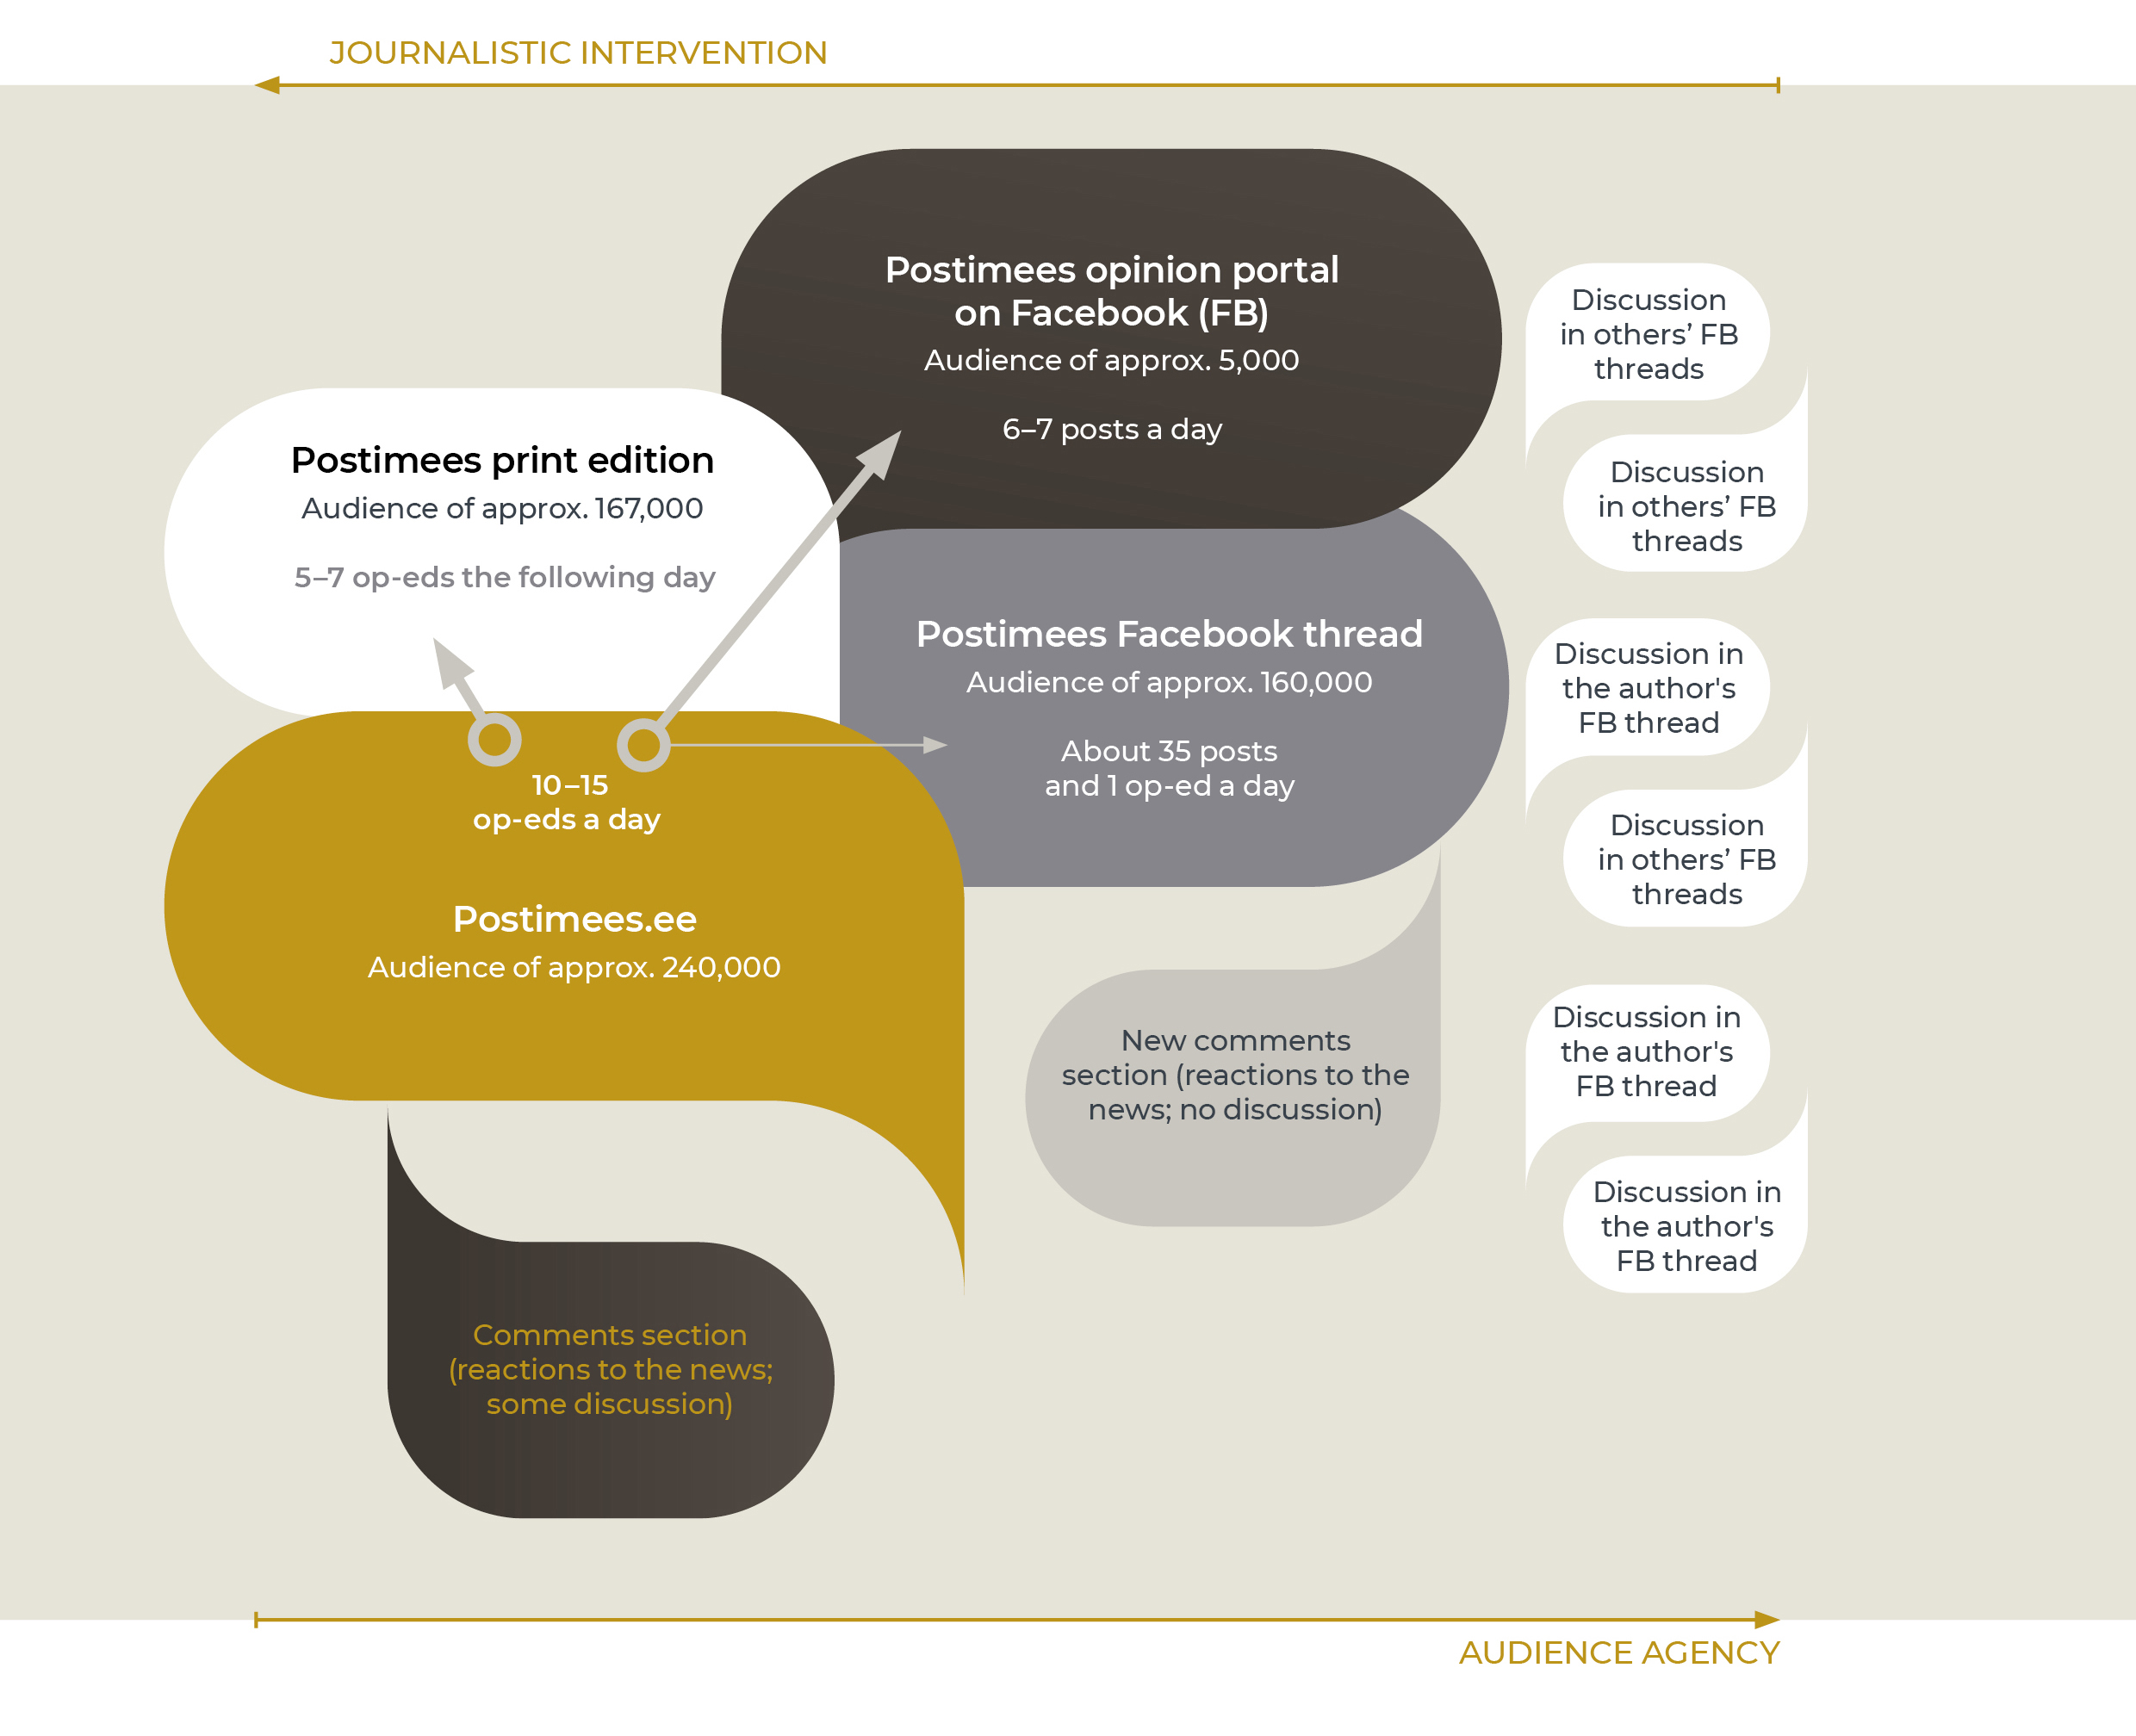 JOURNALISTIC INTERVENTION
Postimees opinion portal
on Facebook (FB)
Audience of approx. 5,000
6–7 posts a day
Postimees print edition
Audience of approx. 167,000
5–7 op-eds the following day
Postimees Facebook thread
Audience of approx. 160,000
About 35 posts
and 1 op-ed a day
10–15
op-eds a day
Postimees.ee
Audience of approx. 240,000
New comments
section (reactions to the
news; no discussion)
Comments section
(reactions to the news;
some discussion)
Discussion
in others’ FB
threads
Discussion
in others’ FB
threads
Discussion in
the author's
FB thread
Discussion
in others’ FB
threads
Discussion in
the author's
FB thread
Discussion in
the author's
FB thread
AUDIENCE AGENCY